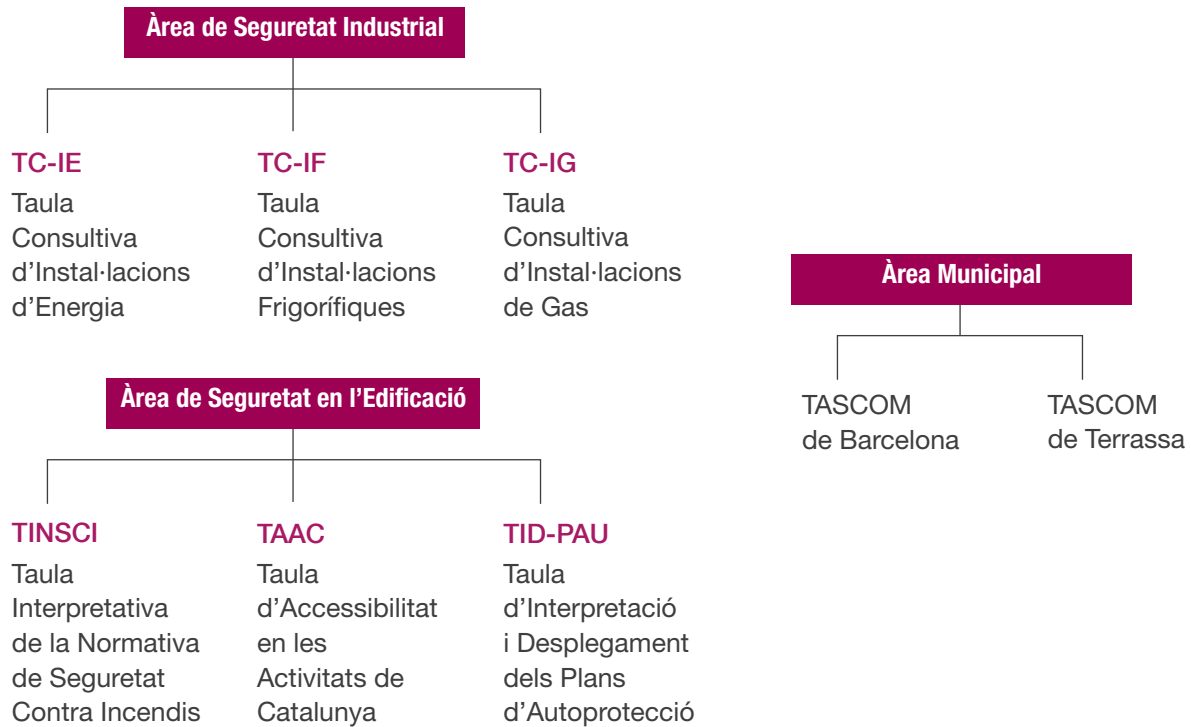 Àrea de Seguretat Industrial
TC-IE
Taula
Consultiva
d’Instal·lacions
d’Energia
TC-IF
Taula
Consultiva
d’Instal·lacions
Frigorífiques
TC-IG
Taula
Consultiva
d’Instal·lacions
de Gas
Àrea de Seguretat en l’Edificació
TINSCI
Taula
Interpretativa
de la Normativa
de Seguretat
Contra Incendis
TAAC
Taula
d’Accessibilitat
en les
Activitats de
Catalunya
TID-PAU
Taula
d’Interpretació
i Desplegament
dels Plans
d’Autoprotecció
Àrea Municipal
TASCOM
de Barcelona
TASCOM
de Terrassa